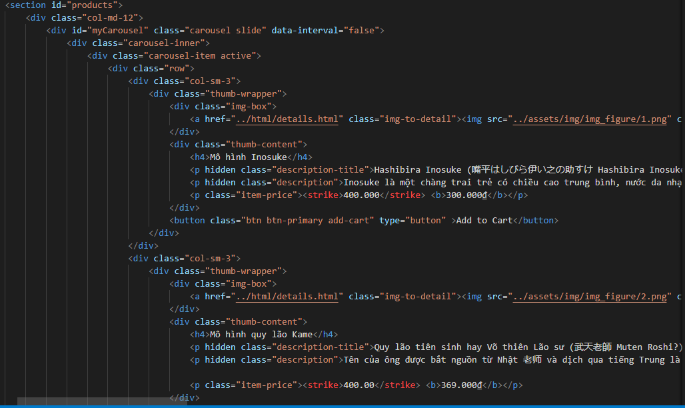 <section id="products">
<div class="col-md-12">
<div id="myCarousel" class="carousel slide" data-interval="false">
<div class="carousel-inner">
<div class="carousel-item active">
<div class="row">
<div class="col-sm-3">
<div class="thumb-wrapper">
<div class="img-box">
<a href="../html/details.html" class="img-to-detail"><img src="../assets/img/img_figure/1.png" c
</div>
<div class="thumb-content">
<h4>Mô hình Inosuke</h4>
<p hidden class="description-title">Hashibira Inosuke (嘴平はしびら伊い之の助すけ Hashibira Inosuke
<p hidden class="description">Inosuke là một chàng trai trẻ có chiều cao trung bình, nước da nhạ
<p class="item-price"><strike>400.000</strike> <b>300.000₫</b></p>
</div>
<button class="btn btn-primary add-cart" type="button" >Add to Cart</button>
</div>
</div>
<div class="col-sm-3">
<div class="thumb-wrapper">
<div class="img-box">
<a href="../html/details.html" class="img-to-detail"><img src="../assets/img/img_figure/2.png" c
</div>
<div class="thumb-content">
<h4>Mô hình quy lão Kame</h4>
<p hidden class="description-title">Quy lão tiên sinh hay Võ thiên Lão sư (武天老師 Muten Roshi?)
<p hidden class="description">Tên của ông được bắt nguồn từ Nhật 老师 và dịch qua tiếng Trung là
<p class="item-price"><strike>400.00</strike> <b>369.000₫</b></p>
</div>